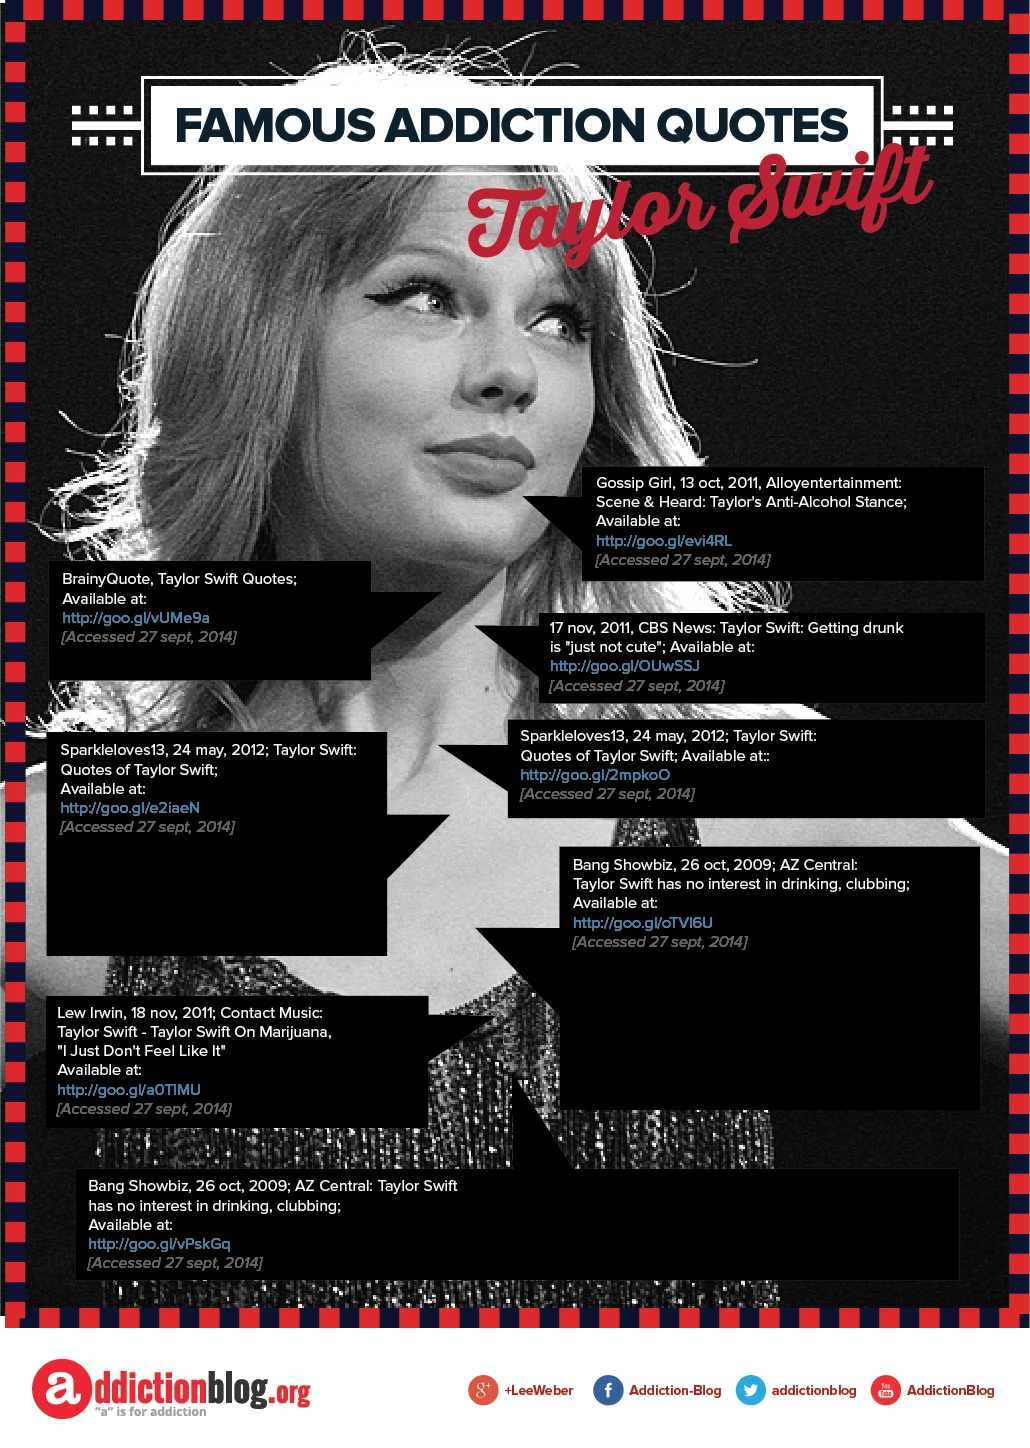 FAMOUS ADDICTION QUOTES
Taylor Swift
Gossip Girl, 13 oct, 2011, Alloyentertainment:
Scene & Heard: Taylor's Anti-Alcohol Stance;
Available at:
http://goo.gl/evi4RL
[Accessed 27 sept, 2014]
BrainyQuote, Taylor Swift Quotes;
Available at:
http://goo.gl/vUMe9a
[Accessed 27 sept, 2014]
17 nov, 2011, CBS News: Taylor Swift: Getting drunk
is "just not cute"; Available at:
http://goo.gl/OUwSSJ
[Accessed 27 sept, 2014]
Sparkleloves13, 24 may, 2012; Taylor Swift:
Quotes of Taylor Swift; Available at::
http://goo.gl/2mpkoO
[Accessed 27 sept, 2014]
Sparkleloves13, 24 may, 2012; Taylor Swift:
Quotes of Taylor Swift;
Available at:
http://goo.gl/e2iaeN
[Accessed 27 sept, 2014]
Bang Showbiz, 26 oct, 2009; AZ Central:
Taylor Swift has no interest in drinking, clubbing;
Available at:
http://goo.gl/oTVl6U
[Accessed 27 sept, 2014]
Lew Irwin, 18 nov, 2011; Contact Music:
Taylor Swift - Taylor Swift On Marijuana,
"I Just Don't Feel Like It"
Available at:
http://goo.gl/a0TlMU
[Accessed 27 sept, 2014]
Bang Showbiz, 26 oct, 2009; AZ Central: Taylor Swift
has no interest in drinking, clubbing;
Available at:
http://goo.gl/vPskGq
[Accessed 27 sept, 2014]
addictionblog.org
"a" is for addiction
g+ +LeeWeber
f Addiction-Blog
addictionblog
You Tube AddictionBlog